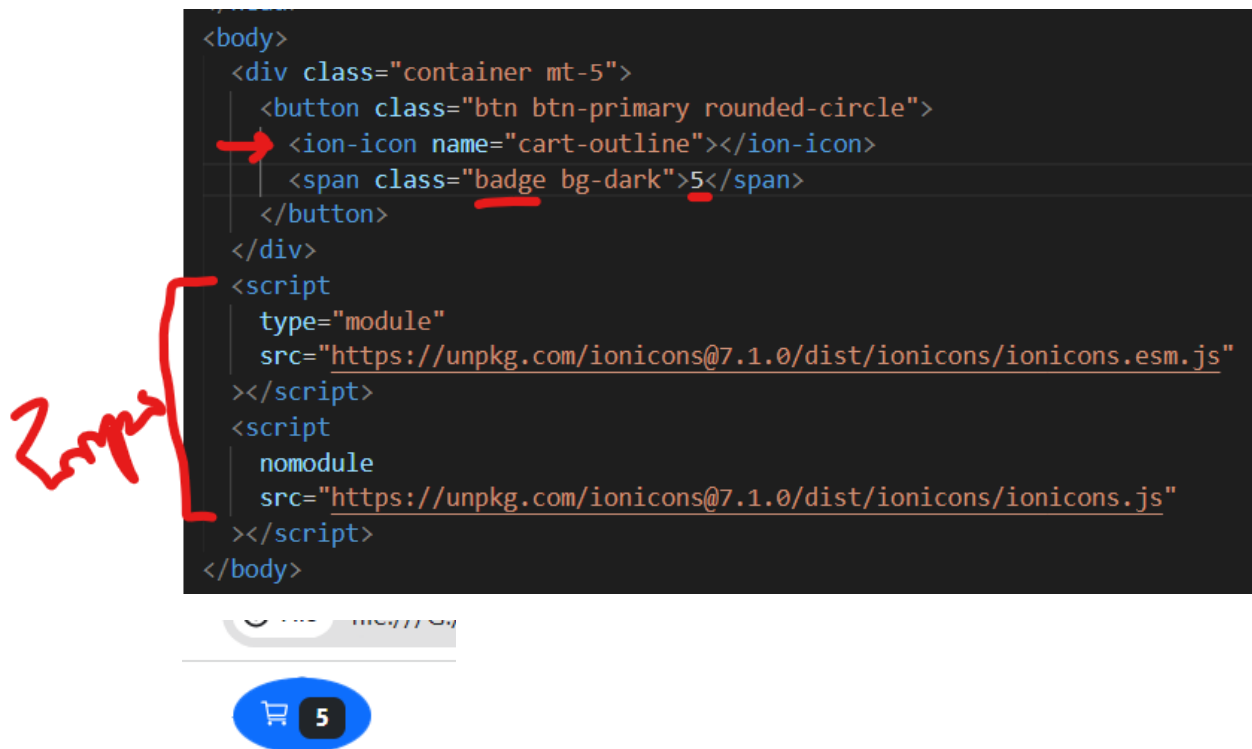 <body>
<div class="container mt-5">
<button class="btn btn-primary rounded-circle">
<ion-icon name="cart-outline"></ion-icon>
<span class="badge bg-dark">5</span>
</button>
</div>
<script
type="module"
src="https://unpkg.com/ionicons@7.1.0/dist/ionicons/ionicons.esm.js"
></script>
<script
nomodule
src="https://unpkg.com/ionicons@7.1.0/dist/ionicons/ionicons.js"
></script>
</body>
5